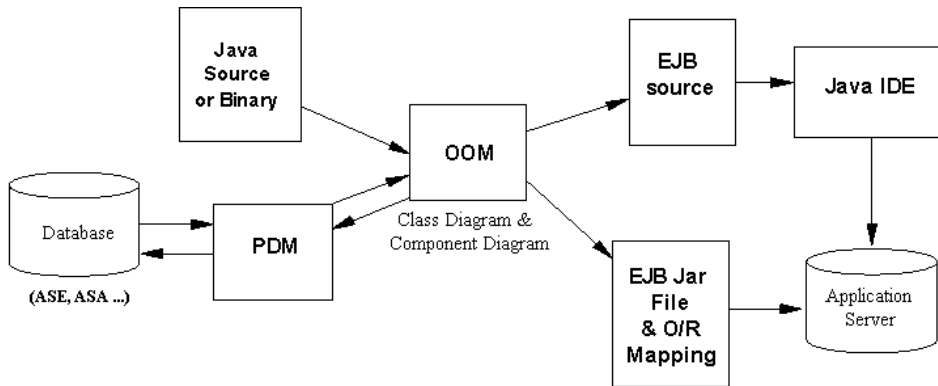 Java
Source
or Binary
EJB
source
Java IDE
OOM
Class Diagram &
Component Diagram
Database
(ASE, ASA ...)
PDM
EJB Jar
File
& O/R
Mapping
Application
Server